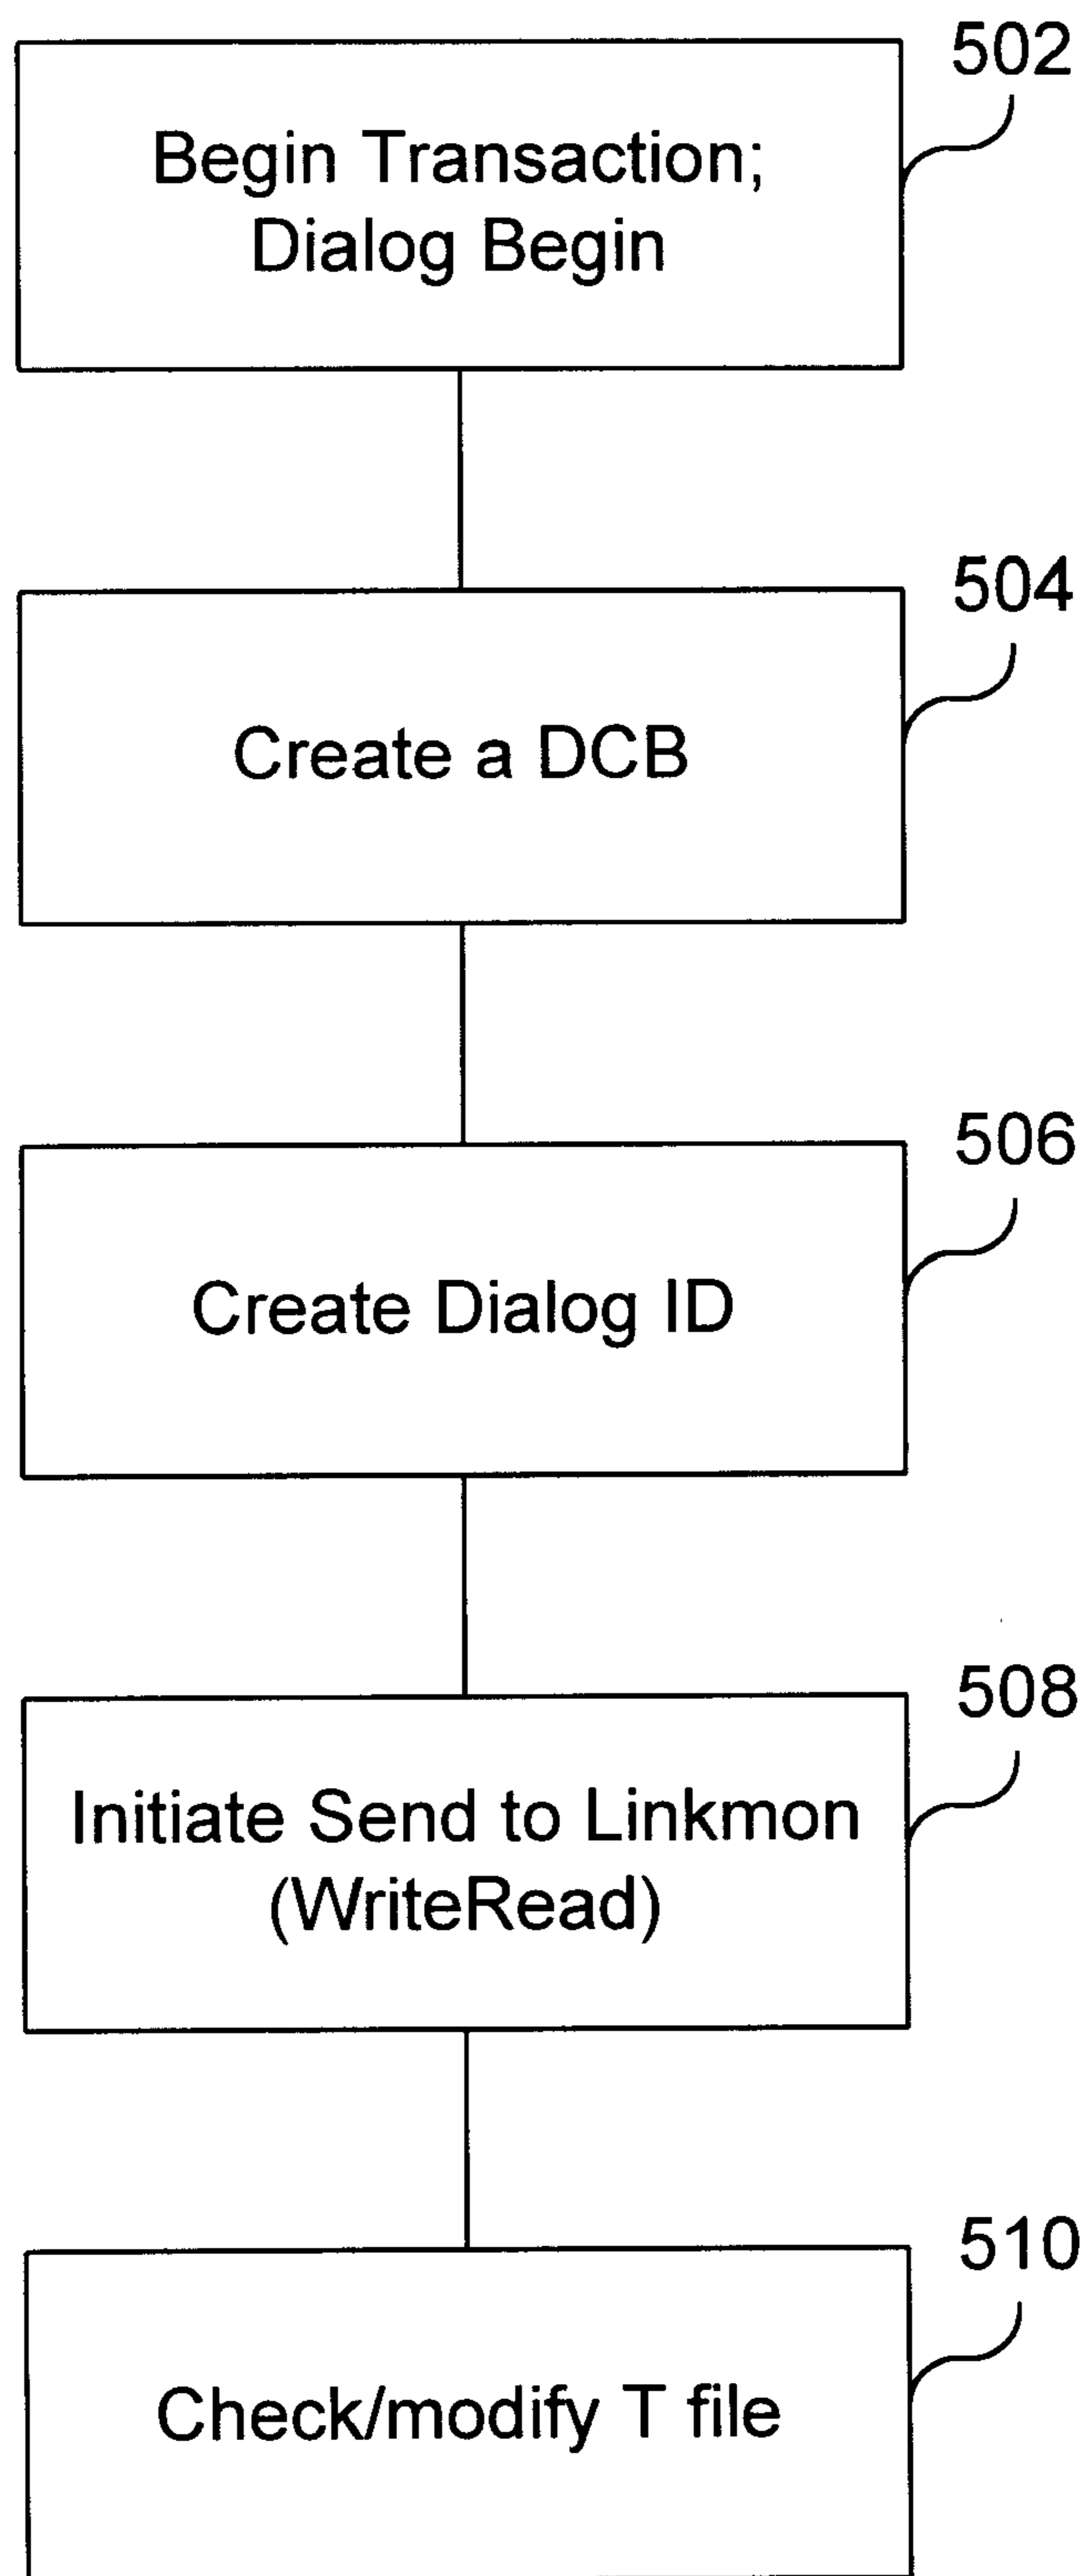 502
Begin Transaction;
Dialog Begin
504
Create a DCB
506
Create Dialog ID
508
Initiate Send to Linkmon
(WriteRead)
510
Check/modify T file